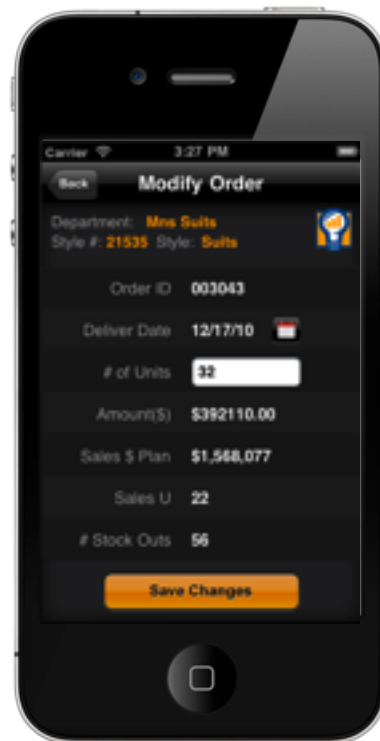 Carrier 3:27 PM
Back Modify Order
Department: Mns Suits
Style #: 21535 Style: Suits
Order ID 003043
Deliver Date 12/17/10
# of Units 32
Amount($) $392110.00
Sales $ Plan $1,568,077
Sales U 22
# Stock Outs 56
Save Changes